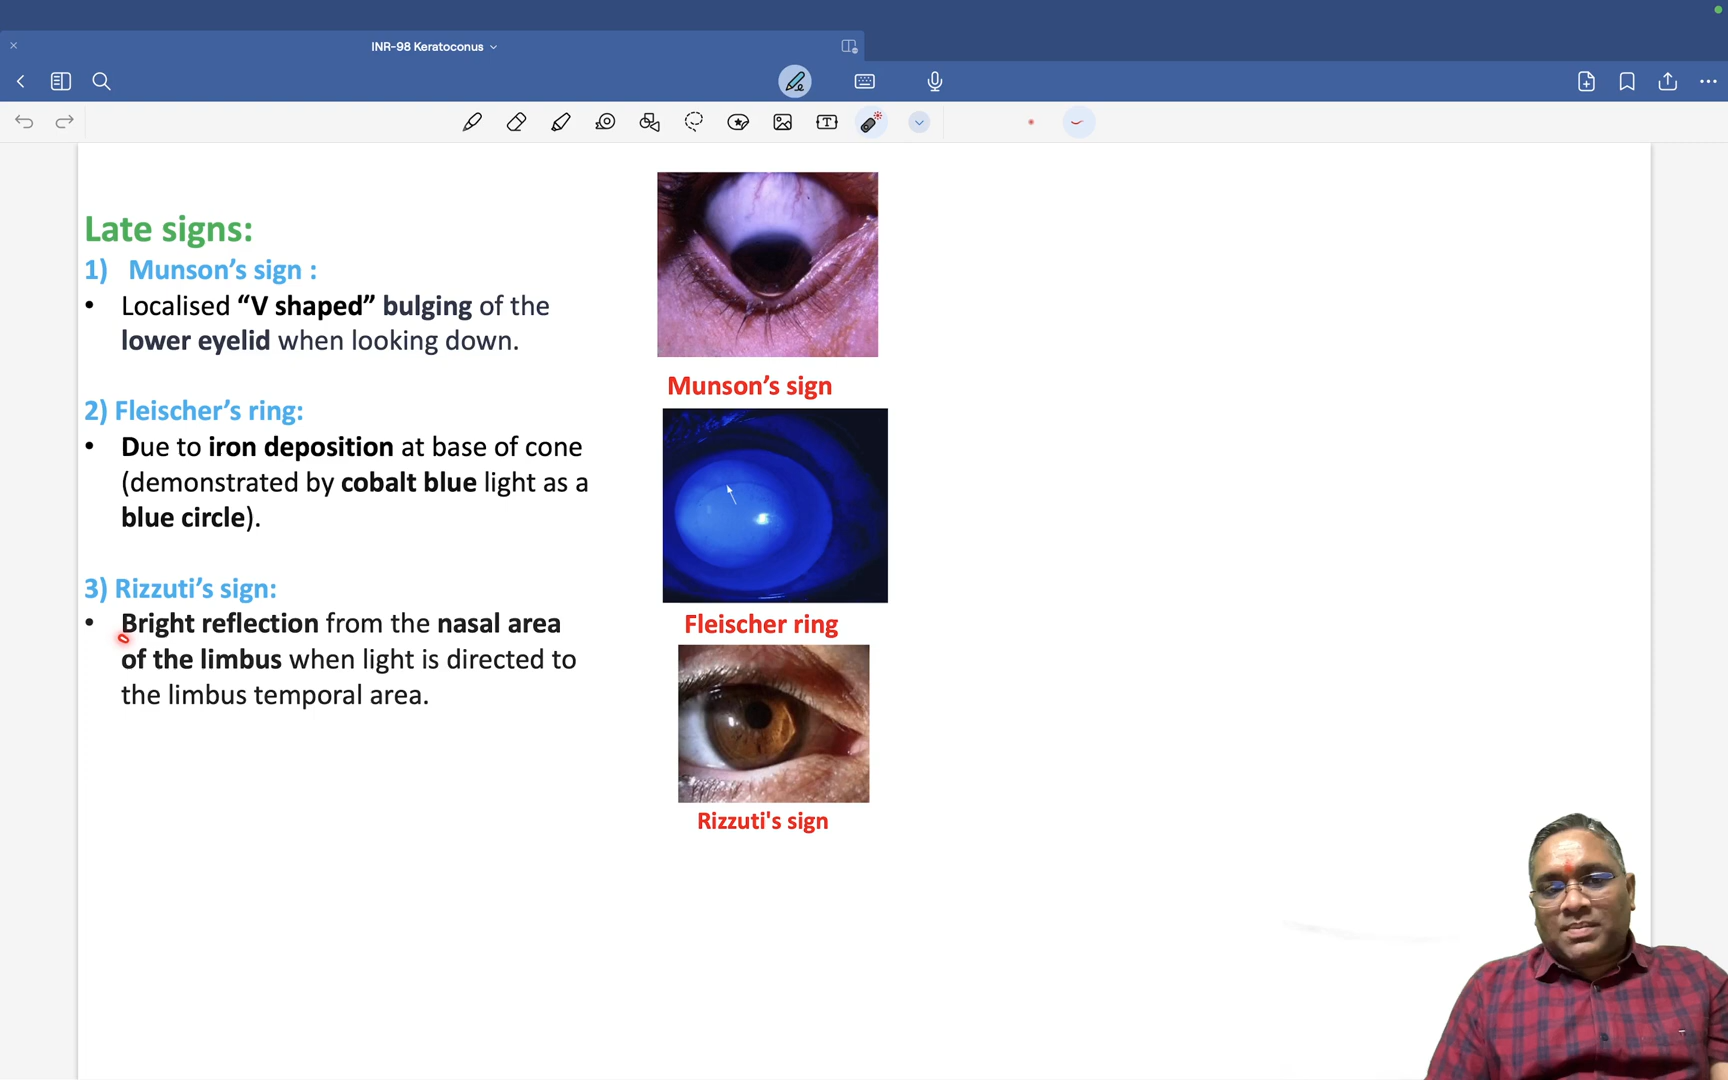 INR-98 Keratoconus
Late signs:
1) Munson’s sign :
• Localised “V shaped” bulging of the
lower eyelid when looking down.
2) Fleischer’s ring:
• Due to iron deposition at base of cone
(demonstrated by cobalt blue light as a
blue circle).
3) Rizzuti’s sign:
• Bright reflection from the nasal area
of the limbus when light is directed to
the limbus temporal area.
Munson’s sign
Fleischer ring
Rizzuti's sign